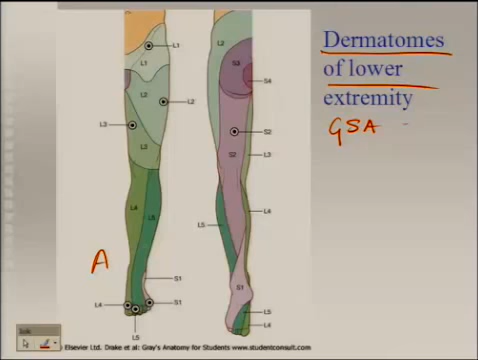 Dermatomes
of lower
extremity
GSA
A
L1
L1
L2
L2
L3
L3
L4
L5
S1
L4
S1
L5
L2
S3
S4
S2
S2
L3
L5
L4
S1
L5
L4
Elsevier Ltd. Drake et al: Gray's Anatomy for Students www.studentconsult.com